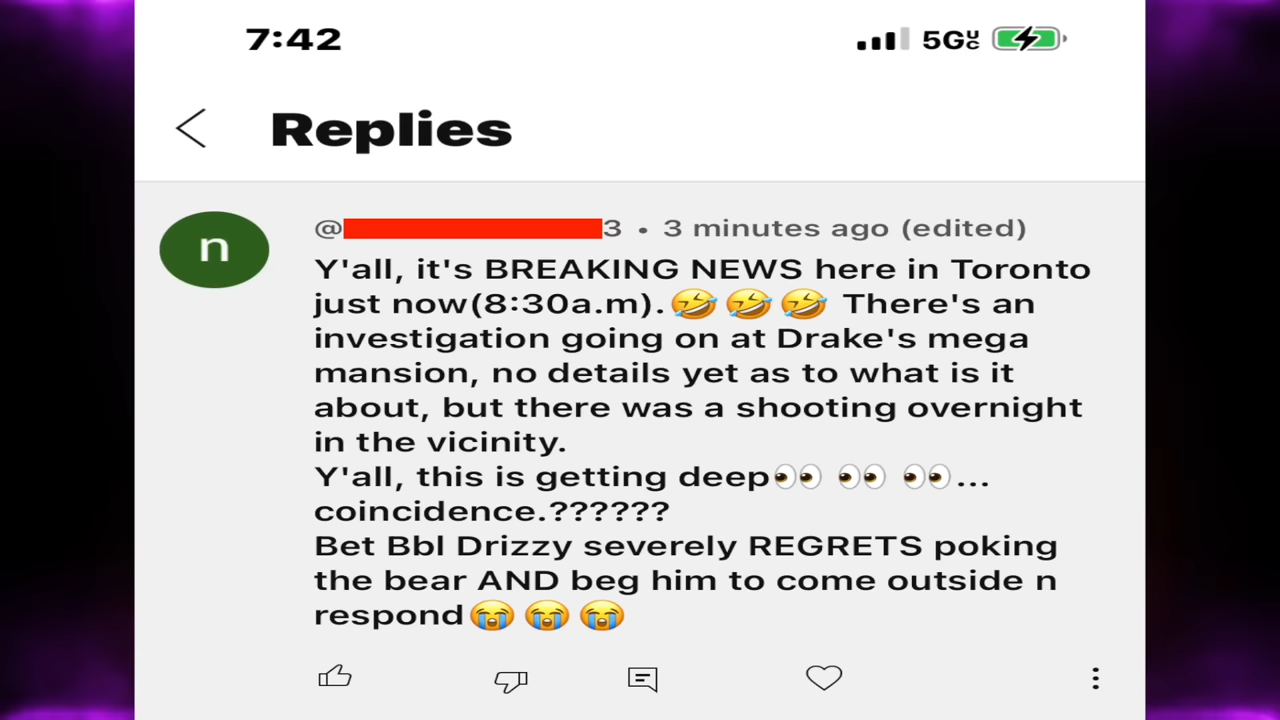 7:42
5GUC
Replies
n
@3 • 3 minutes ago (edited)
Y'all, it's BREAKING NEWS here in Toronto
just now(8:30a.m).🤣🤣🤣 There's an
investigation going on at Drake's mega
mansion, no details yet as to what is it
about, but there was a shooting overnight
in the vicinity.
Y'all, this is getting deep👀 👀 👀...
coincidence.??????
Bet Bbl Drizzy severely REGRETS poking
the bear AND beg him to come outside n
respond😭😭😭